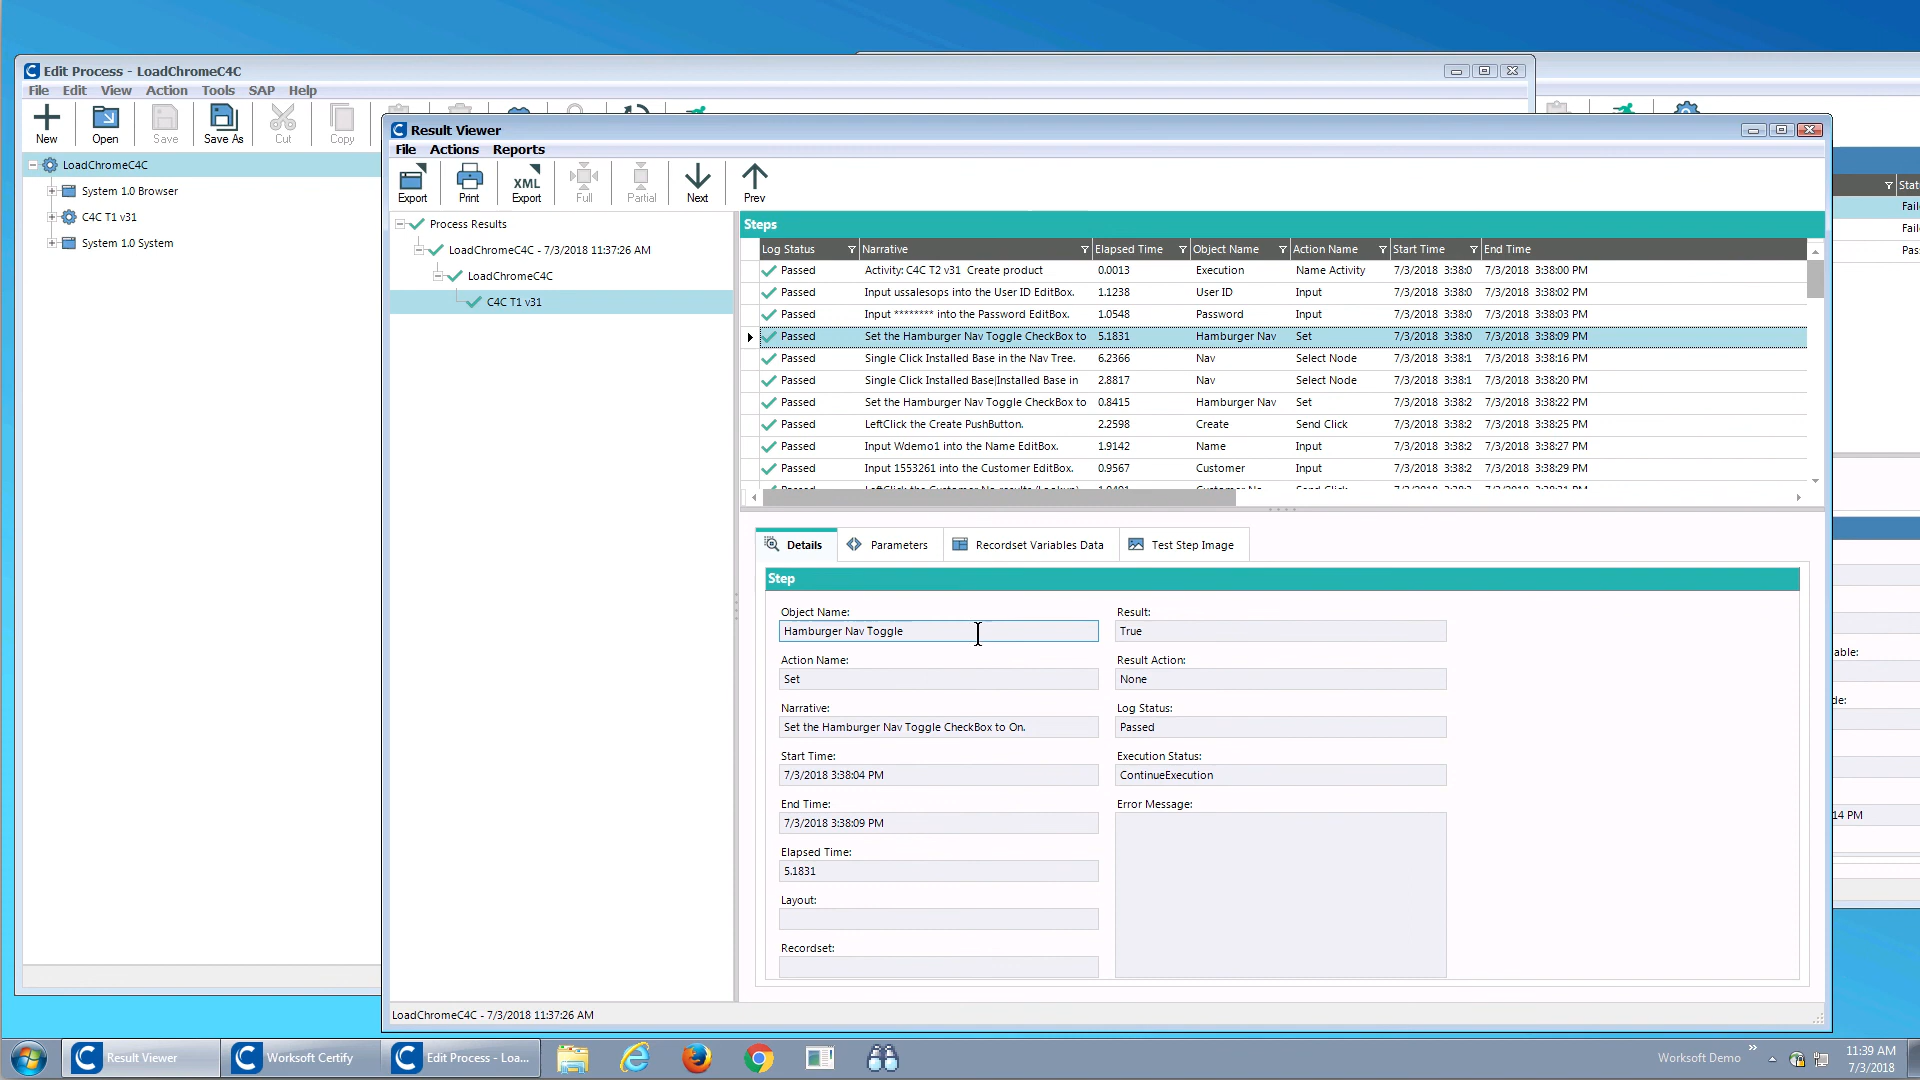 Edit Process - LoadChromeC4C
File Edit View Action Tools SAP Help
New Open Save Save As Cut Copy
LoadChromeC4C
System 1.0 Browser
C4C T1 v31
System 1.0 System
Result Viewer
File Actions Reports
Export Print XML Export Full Partial Next Prev
Process Results
LoadChromeC4C - 7/3/2018 11:37:26 AM
LoadChromeC4C
C4C T1 v31
Steps
Log Status Narrative Elapsed Time Object Name Action Name Start Time End Time
Passed Activity: C4C T2 v31 Create product 0.0013 Execution Name Activity 7/3/2018 3:38:0 7/3/2018 3:38:00 PM
Passed Input ussalesops into the User ID EditBox. 1.1238 User ID Input 7/3/2018 3:38:0 7/3/2018 3:38:02 PM
Passed Input ******** into the Password EditBox. 1.0548 Password Input 7/3/2018 3:38:0 7/3/2018 3:38:03 PM
Passed Set the Hamburger Nav Toggle CheckBox to 5.1831 Hamburger Nav Set 7/3/2018 3:38:0 7/3/2018 3:38:09 PM
Passed Single Click Installed Base in the Nav Tree. 6.2366 Nav Select Node 7/3/2018 3:38:1 7/3/2018 3:38:16 PM
Passed Single Click Installed Base|Installed Base in 2.8817 Nav Select Node 7/3/2018 3:38:1 7/3/2018 3:38:20 PM
Passed Set the Hamburger Nav Toggle CheckBox to 0.8415 Hamburger Nav Set 7/3/2018 3:38:2 7/3/2018 3:38:22 PM
Passed LeftClick the Create PushButton. 2.2598 Create Send Click 7/3/2018 3:38:2 7/3/2018 3:38:25 PM
Passed Input Wdemo1 into the Name EditBox. 1.9142 Name Input 7/3/2018 3:38:2 7/3/2018 3:38:27 PM
Passed Input 1553261 into the Customer EditBox. 0.9567 Customer Input 7/3/2018 3:38:2 7/3/2018 3:38:29 PM
Details Parameters Recordset Variables Data Test Step Image
Step
Object Name: Result:
Hamburger Nav Toggle True
Action Name: Result Action:
Set None
Narrative: Log Status:
Set the Hamburger Nav Toggle CheckBox to On. Passed
Start Time: Execution Status:
7/3/2018 3:38:04 PM ContinueExecution
End Time: Error Message:
7/3/2018 3:38:09 PM
Elapsed Time:
5.1831
Layout:
Recordset:
LoadChromeC4C - 7/3/2018 11:37:26 AM
Stat
Fail
Fail
Pas
able:
de:
14 PM
Result Viewer Worksoft Certify Edit Process - Loa... Worksoft Demo 11:39 AM
7/3/2018